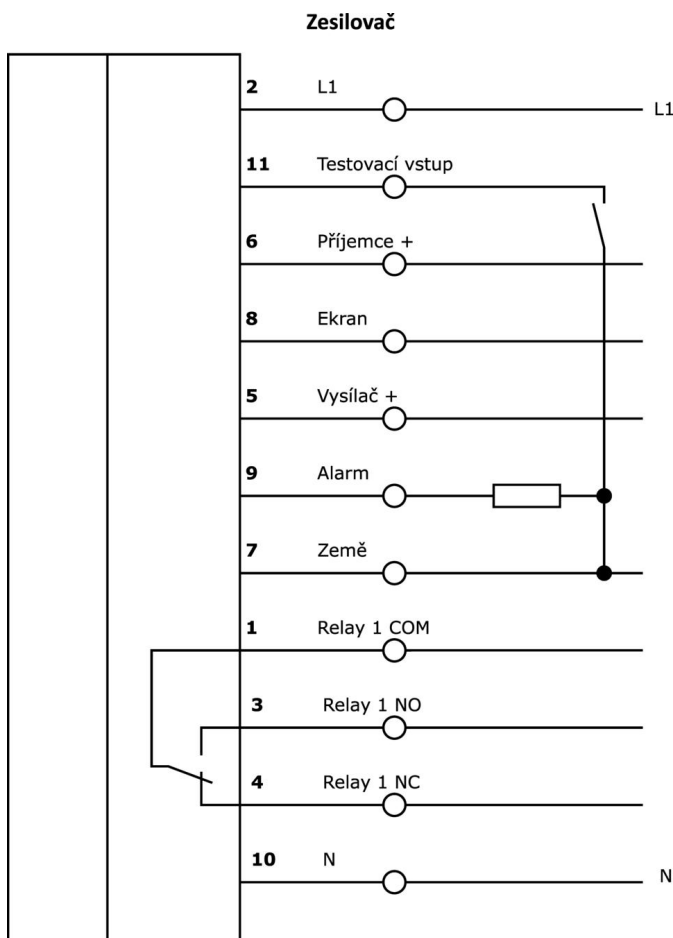 Zesilovač
2 L1
L1
11 Testovací vstup
6 Příjemce +
8 Ekran
5 Vysílač +
9 Alarm
7 Země
1 Relay 1 COM
3 Relay 1 NO
4 Relay 1 NC
10 N
N